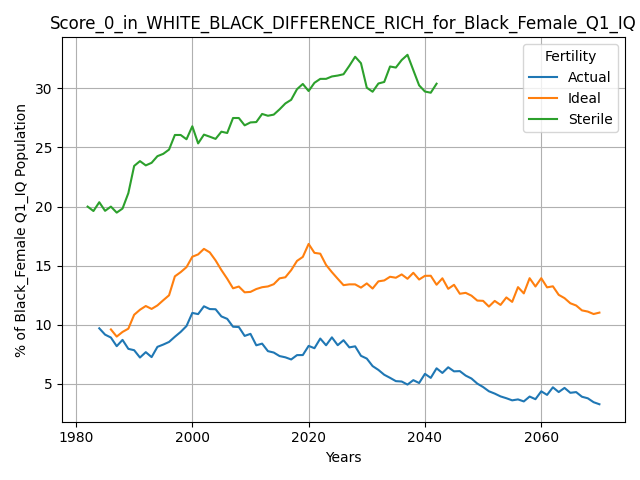 Score_0_in_WHITE_BLACK_DIFFERENCE_RICH_for_Black_Female_Q1_IQ
Fertility
Actual
Ideal
Sterile
% of Black_Female Q1_IQ Population
30
25
20
15
10
5
1980
2000
2020
2040
2060
Years